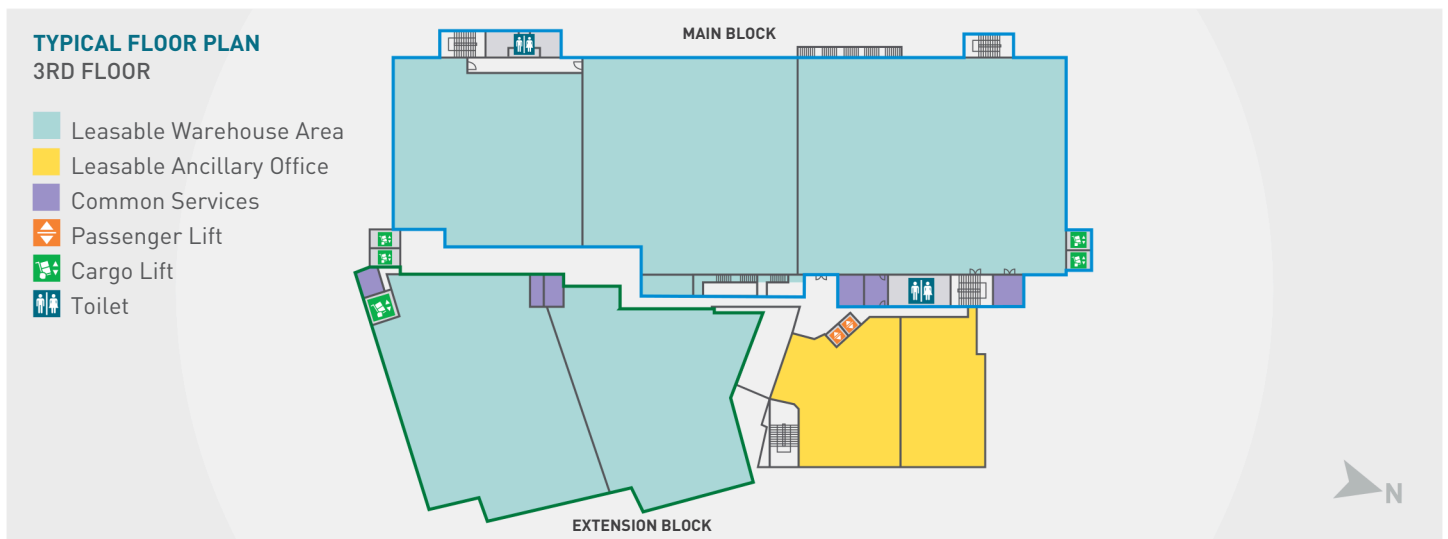 TYPICAL FLOOR PLAN
3RD FLOOR
Leasable Warehouse Area
Leasable Ancillary Office
Common Services
Passenger Lift
Cargo Lift
Toilet
MAIN BLOCK
EXTENSION BLOCK
N